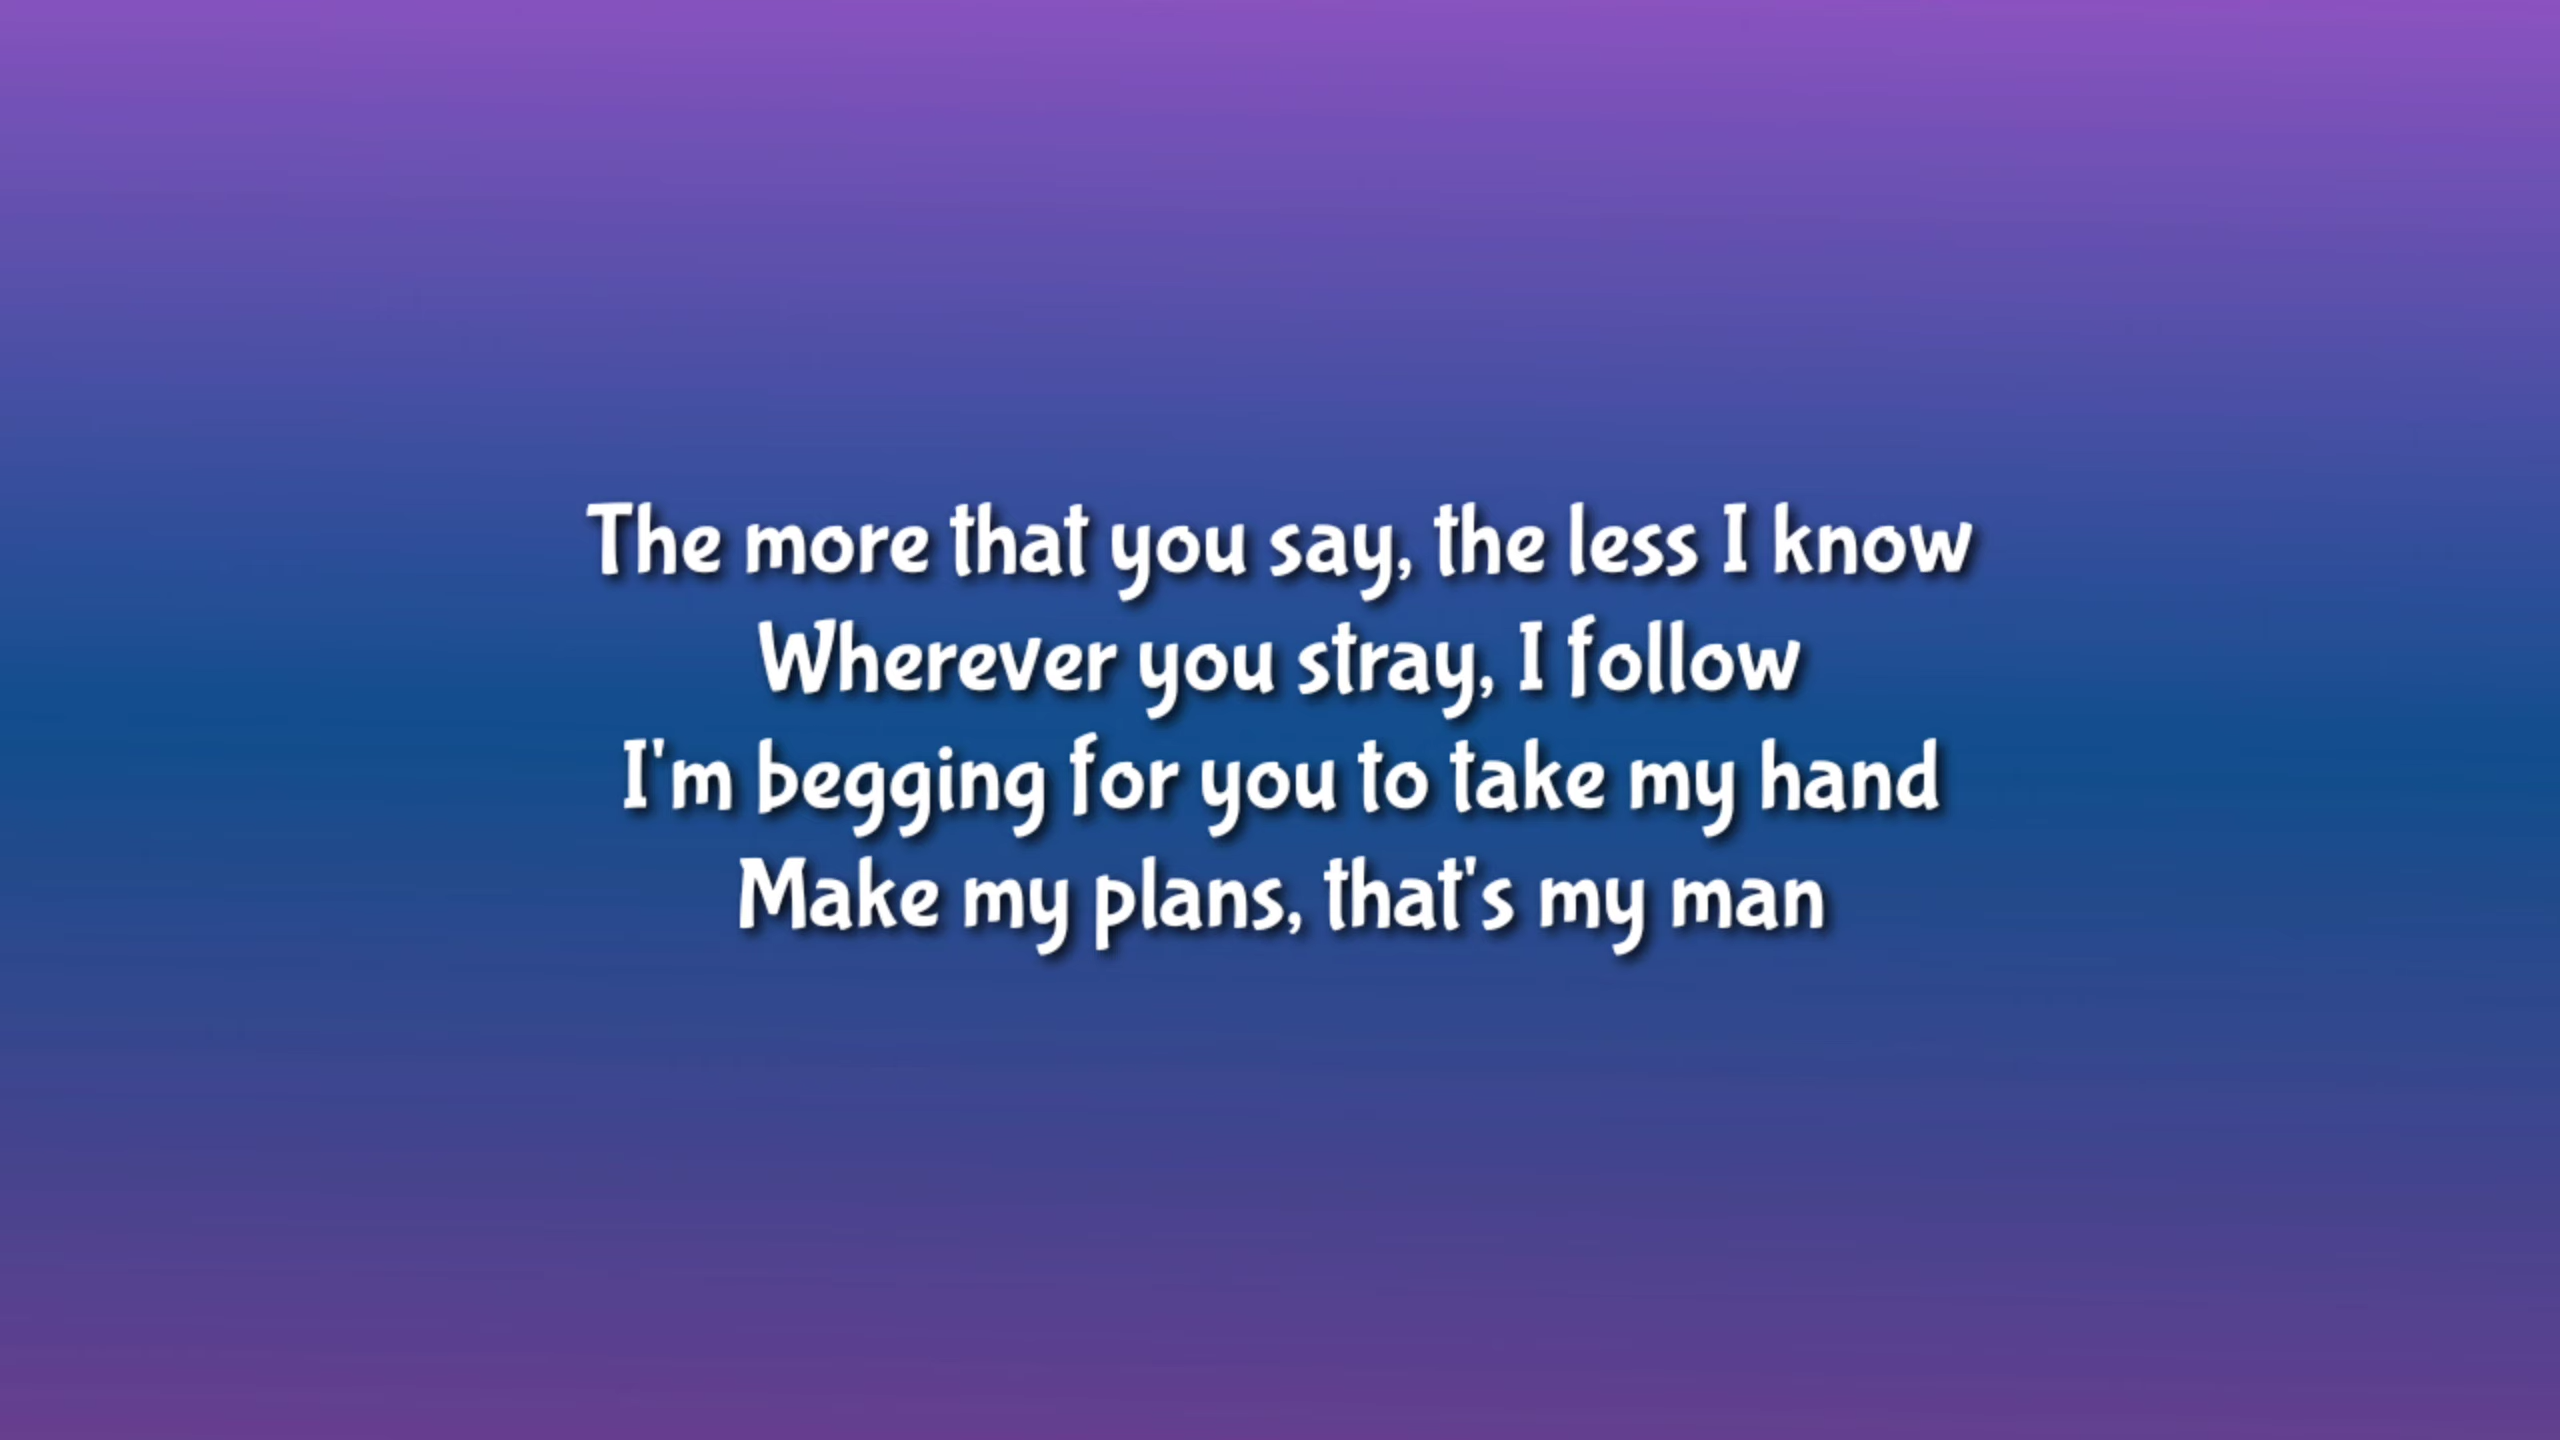 The more that you say, the less I know
Wherever you stray, I follow
I'm begging for you to take my hand
Make my plans, that's my man